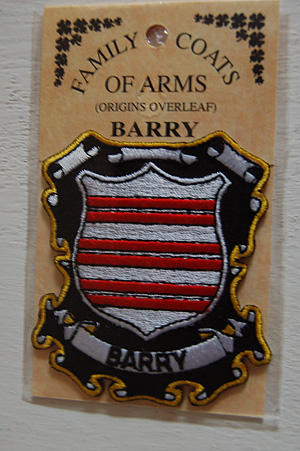 FAMILY COATS
OF ARMS
(ORIGINS OVERLEAF)
BARRY
BARRY